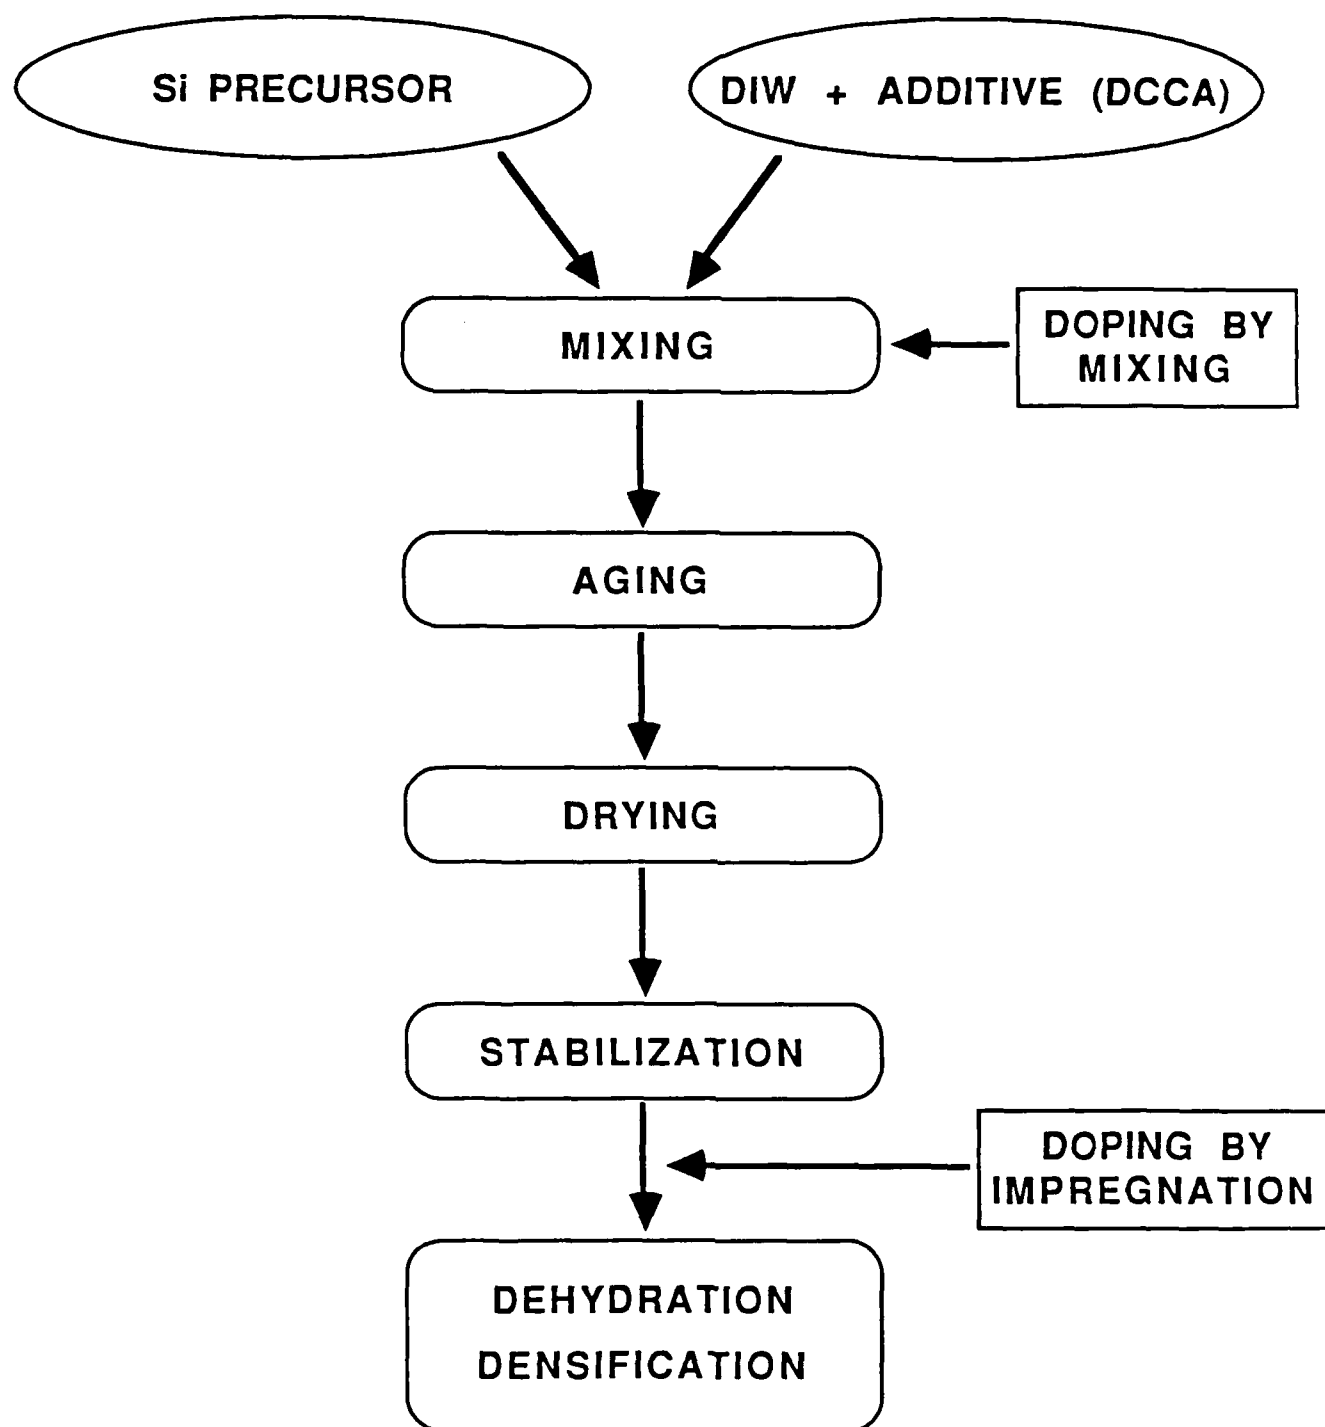 Si PRECURSOR
DIW + ADDITIVE (DCCA)
MIXING
DOPING BY
MIXING
AGING
DRYING
STABILIZATION
DOPING BY
IMPREGNATION
DEHYDRATION
DENSIFICATION